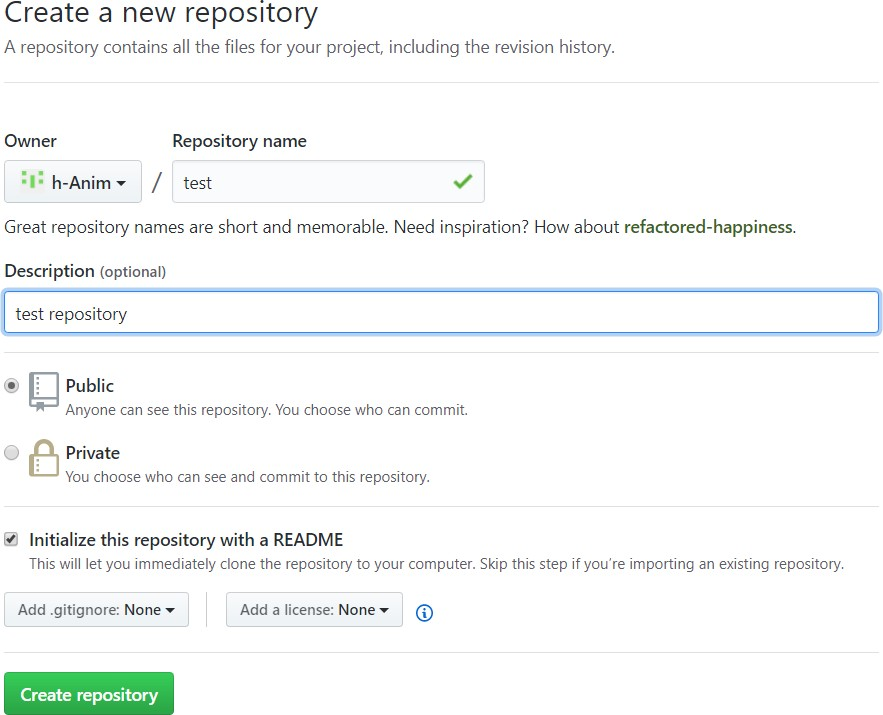 Create a new repository
A repository contains all the files for your project, including the revision history.
Owner
Repository name
h-Anim / test
Great repository names are short and memorable. Need inspiration? How about refactored-happiness.
Description (optional)
test repository
Public
Anyone can see this repository. You choose who can commit.
Private
You choose who can see and commit to this repository.
Initialize this repository with a README
This will let you immediately clone the repository to your computer. Skip this step if you’re importing an existing repository.
Add .gitignore: None
Add a license: None
Create repository